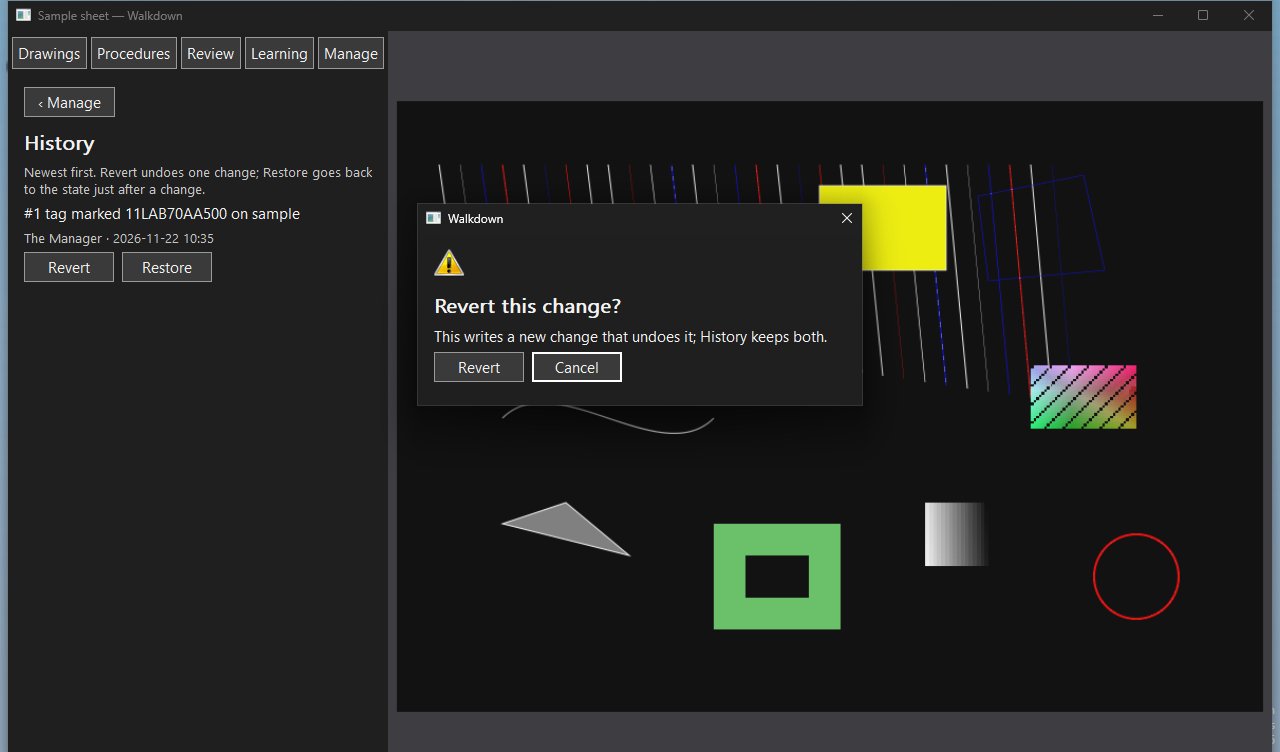 Sample sheet — Walkdown
Drawings
Procedures
Review
Learning
Manage
‹ Manage
History
Newest first. Revert undoes one change; Restore goes back
to the state just after a change.
#1 tag marked 11LAB70AA500 on sample
The Manager · 2026-11-22 10:35
Revert
Restore
Walkdown
Revert this change?
This writes a new change that undoes it; History keeps both.
Revert
Cancel